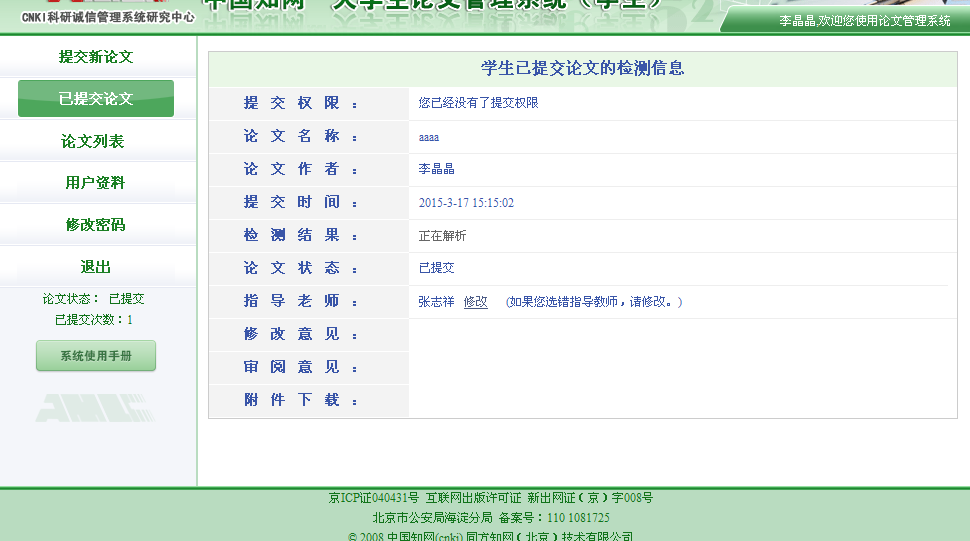 中国知网 大学生论文管理系统（学生）
CNKI科研诚信管理系统研究中心
李晶晶,欢迎您使用论文管理系统
提交新论文
已提交论文
论文列表
用户资料
修改密码
退出
论文状态： 已提交
已提交次数：1
系统使用手册
AMLC
学生已提交论文的检测信息
提 交 权 限 ： 您已经没有了提交权限
论 文 名 称 ： aaaa
论 文 作 者 ： 李晶晶
提 交 时 间 ： 2015-3-17 15:15:02
检 测 结 果 ： 正在解析
论 文 状 态 ： 已提交
指 导 老 师 ： 张志祥 修改 （如果您选错指导教师，请修改。）
修 改 意 见 ：
审 阅 意 见 ：
附 件 下 载 ：
京ICP证040431号 互联网出版许可证 新出网证(京)字008号
北京市公安局海淀分局 备案号：110 1081725
© 2008 中国知网(cnki) 同方知网(北京)技术有限公司